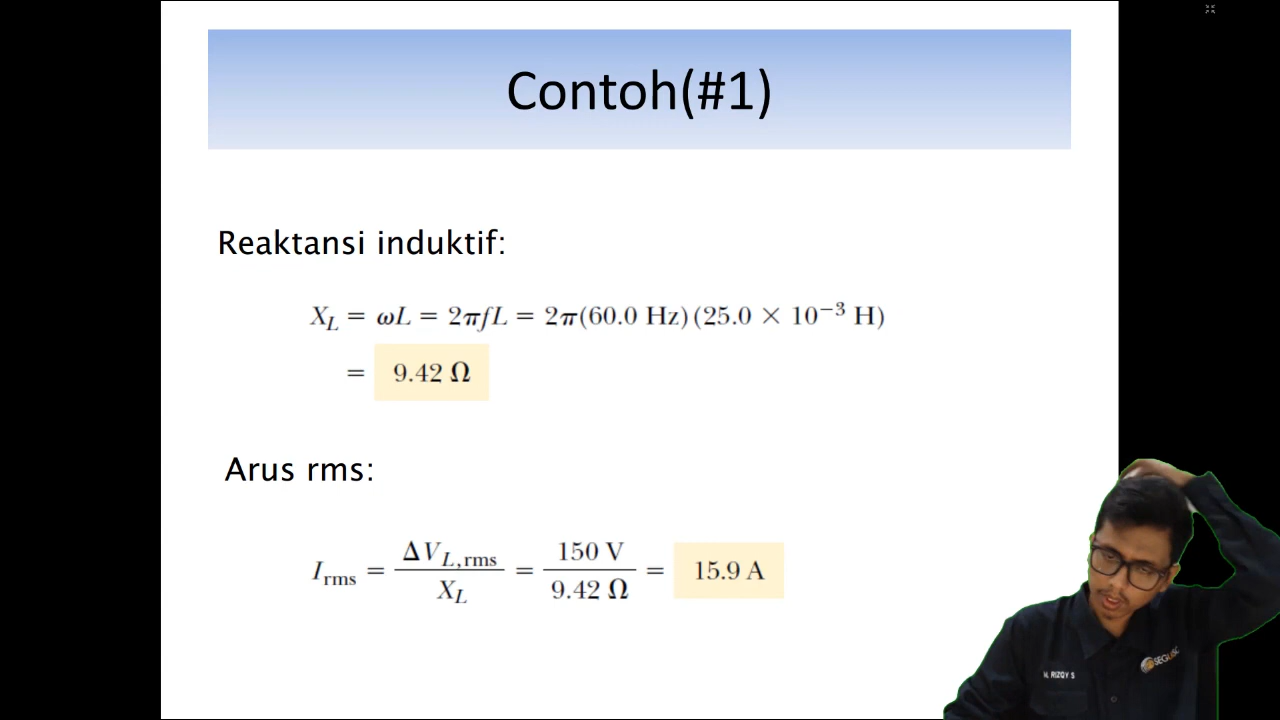 Contoh(#1)
Reaktansi induktif:
X_L = ωL = 2πfL = 2π(60.0 Hz)(25.0 × 10⁻³ H)
= 9.42 Ω
Arus rms:
I_rms = ΔV_L,rms / X_L = 150 V / 9.42 Ω = 15.9 A
M. RIZQY S